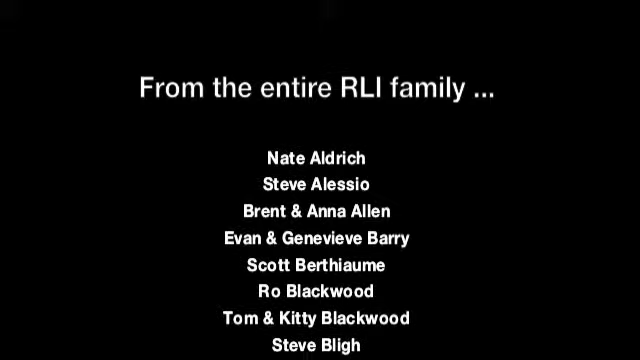 From the entire RLI family ...
Nate Aldrich
Steve Alessio
Brent & Anna Allen
Evan & Genevieve Barry
Scott Berthiaume
Ro Blackwood
Tom & Kitty Blackwood
Steve Bligh